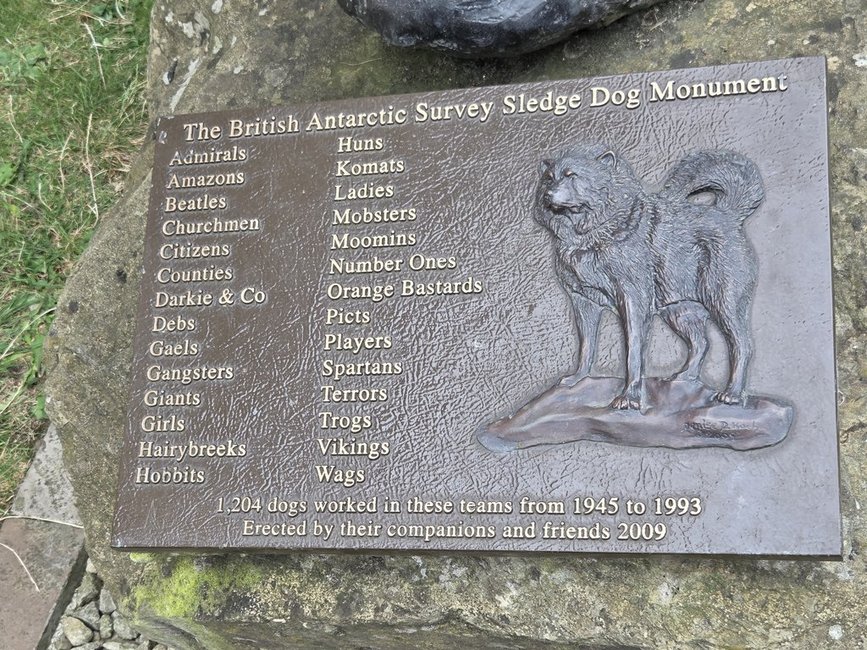 The British Antarctic Survey Sledge Dog Monument
Admirals
Amazons
Beatles
Churchmen
Citizens
Counties
Darkie & Co
Debs
Gaels
Gangsters
Giants
Girls
Hairybreeks
Hobbits
Huns
Komats
Ladies
Mobsters
Moomins
Number Ones
Orange Bastards
Picts
Players
Spartans
Terrors
Trogs
Vikings
Wags
1,204 dogs worked in these teams from 1945 to 1993
Erected by their companions and friends 2009